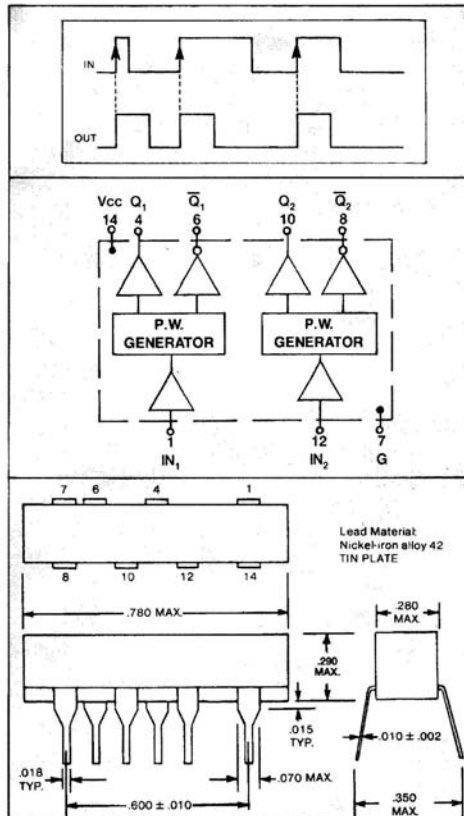 IN
OUT
Vcc Q1 Q̅1 Q2 Q̅2
14 4 6 10 8
P.W. GENERATOR
P.W. GENERATOR
1 12 7
IN1 IN2 G
7 6 4 1
8 10 12 14
Lead Material:
Nickel-iron alloy 42
TIN PLATE
.780 MAX.
.280 MAX.
.290 MAX.
.015 TYP.
.010 ± .002
.018 TYP.
.070 MAX.
.600 ± .010
.350 MAX.